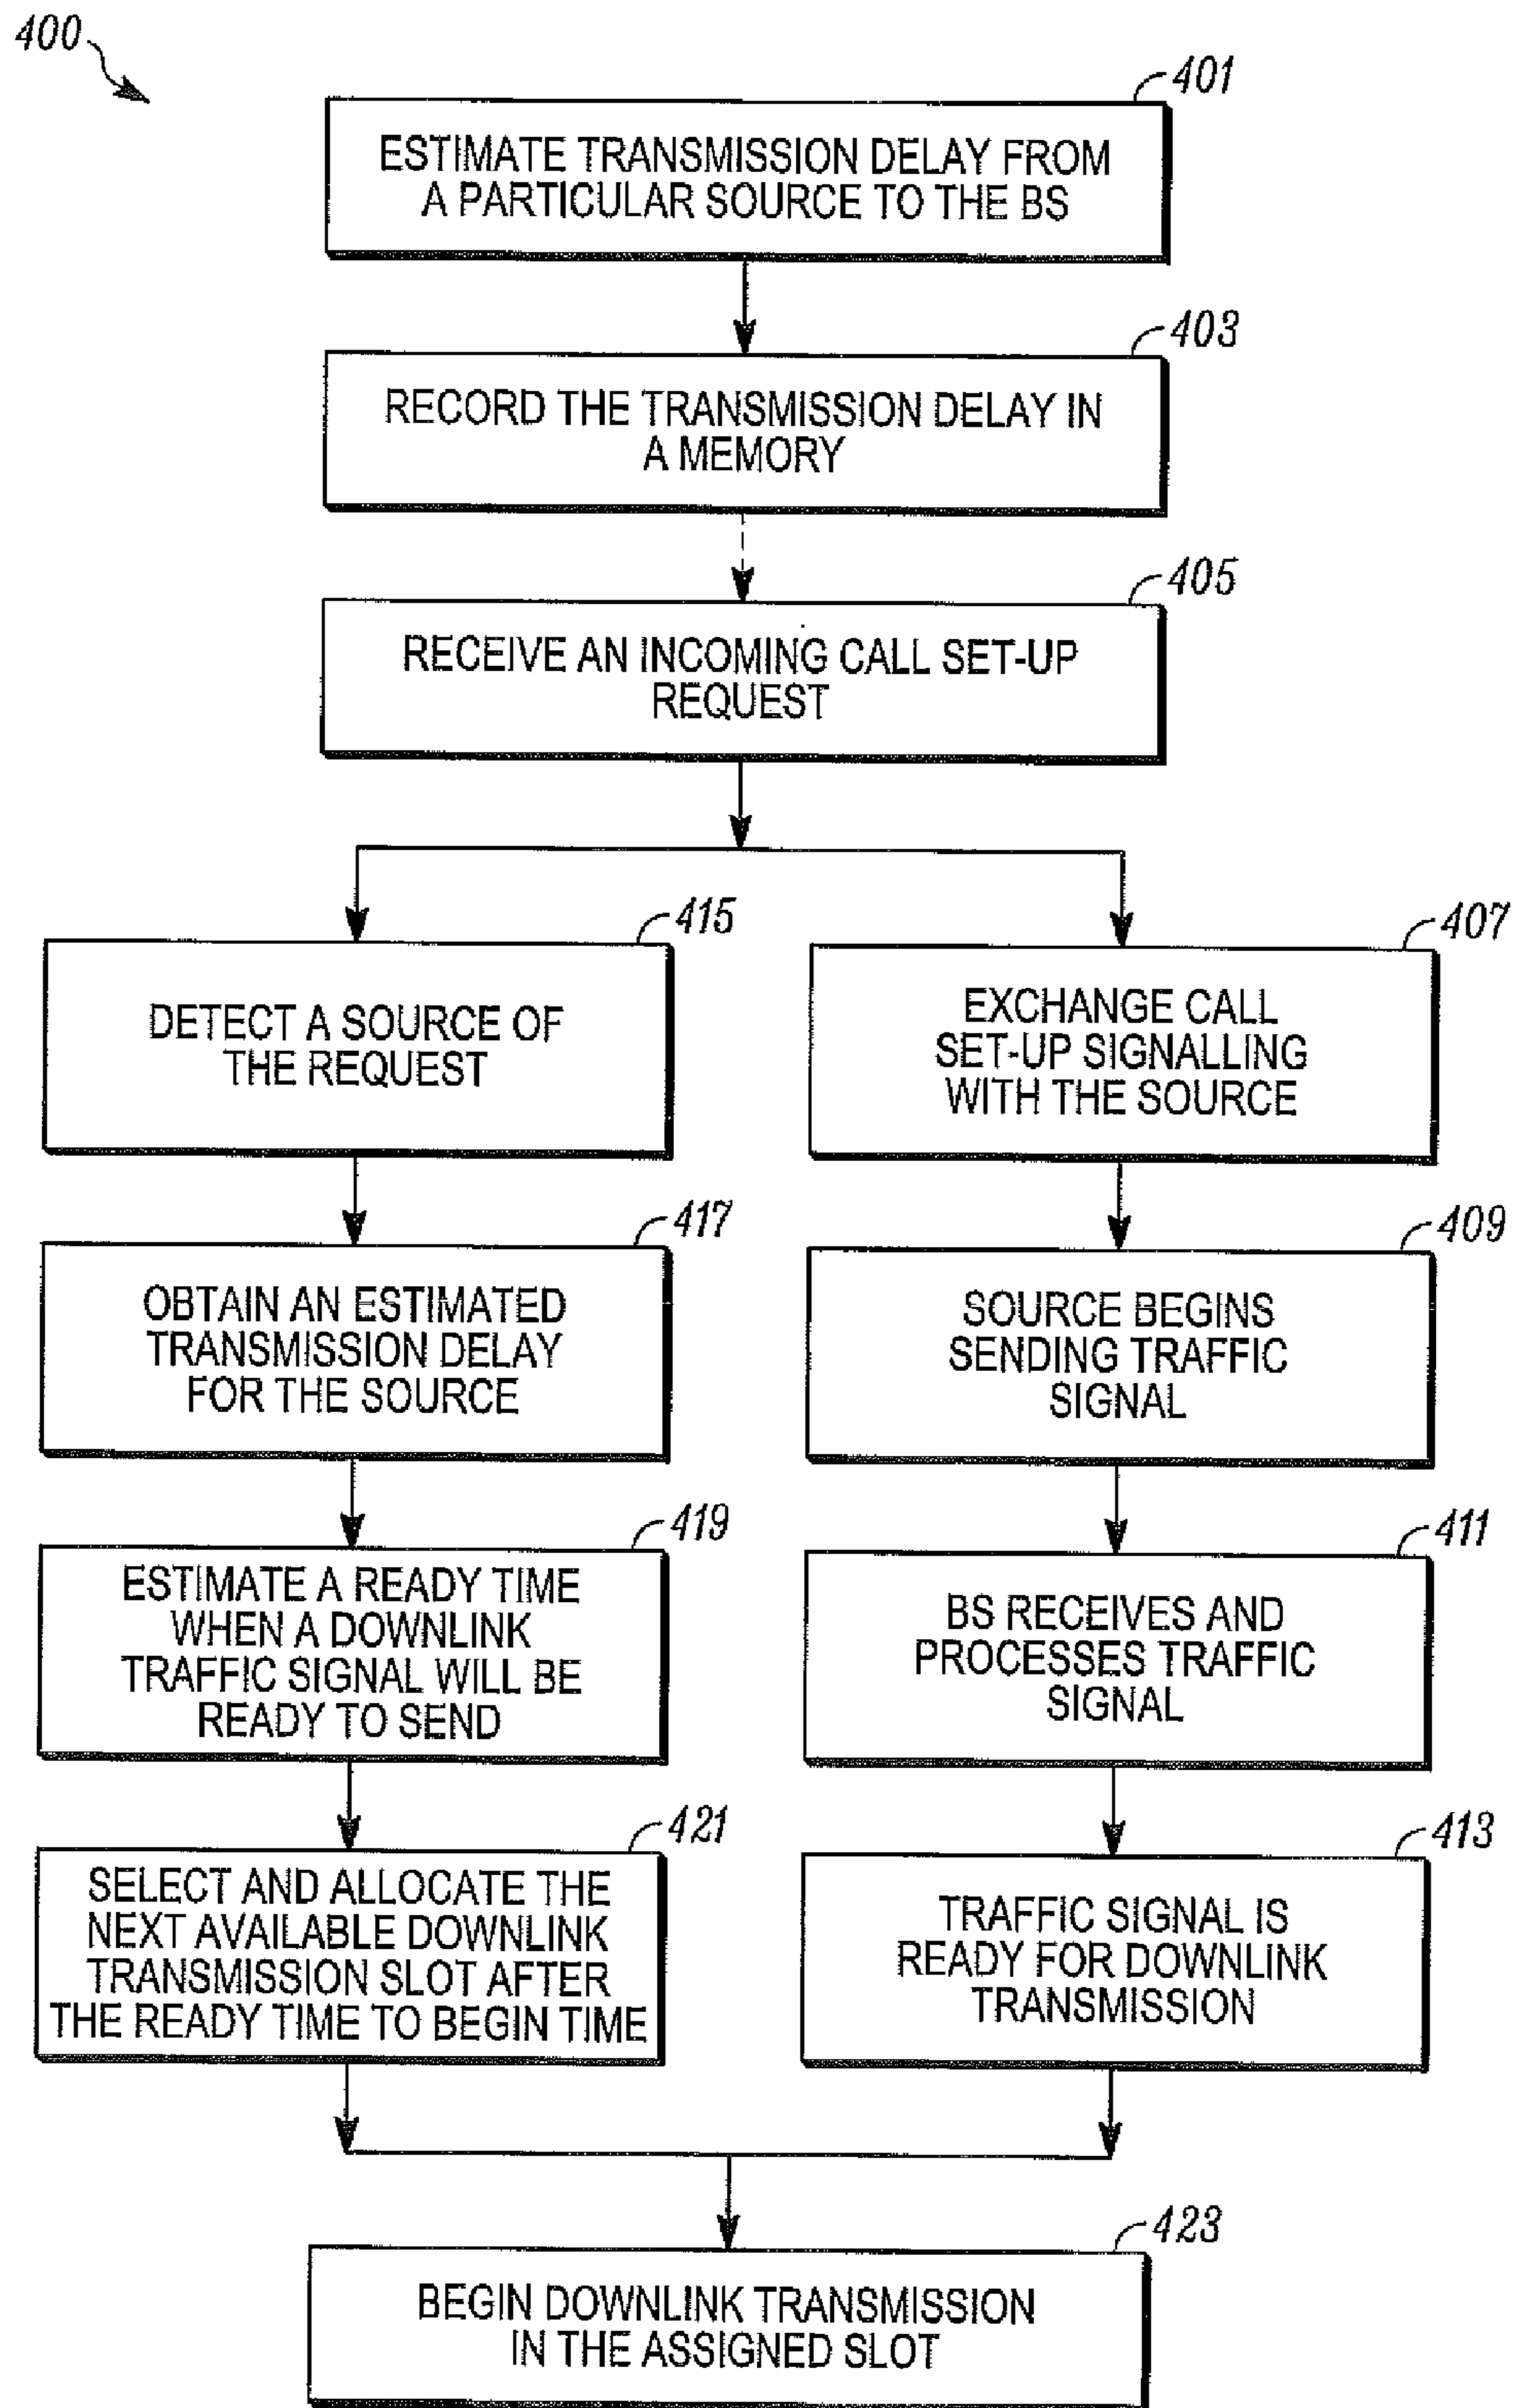 400
401
ESTIMATE TRANSMISSION DELAY FROM
A PARTICULAR SOURCE TO THE BS
403
RECORD THE TRANSMISSION DELAY IN
A MEMORY
405
RECEIVE AN INCOMING CALL SET-UP
REQUEST
415
DETECT A SOURCE OF
THE REQUEST
417
OBTAIN AN ESTIMATED
TRANSMISSION DELAY
FOR THE SOURCE
419
ESTIMATE A READY TIME
WHEN A DOWNLINK
TRAFFIC SIGNAL WILL BE
READY TO SEND
421
SELECT AND ALLOCATE THE
NEXT AVAILABLE DOWNLINK
TRANSMISSION SLOT AFTER
THE READY TIME TO BEGIN TIME
407
EXCHANGE CALL
SET-UP SIGNALLING
WITH THE SOURCE
409
SOURCE BEGINS
SENDING TRAFFIC
SIGNAL
411
BS RECEIVES AND
PROCESSES TRAFFIC
SIGNAL
413
TRAFFIC SIGNAL IS
READY FOR DOWNLINK
TRANSMISSION
423
BEGIN DOWNLINK TRANSMISSION
IN THE ASSIGNED SLOT